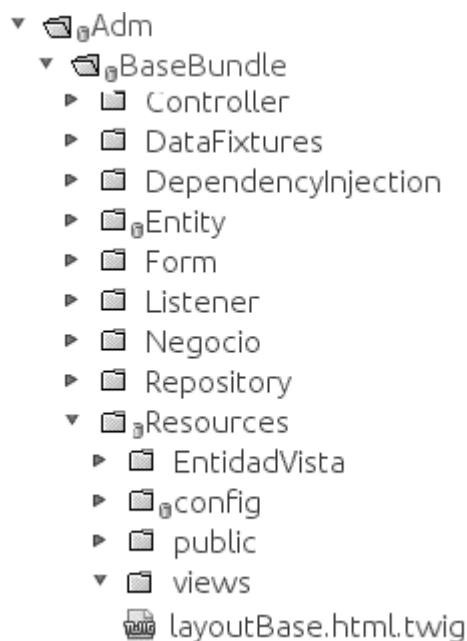 Adm
BaseBundle
Controller
DataFixtures
DependencyInjection
Entity
Form
Listener
Negocio
Repository
Resources
EntidadVista
config
public
views
layoutBase.html.twig